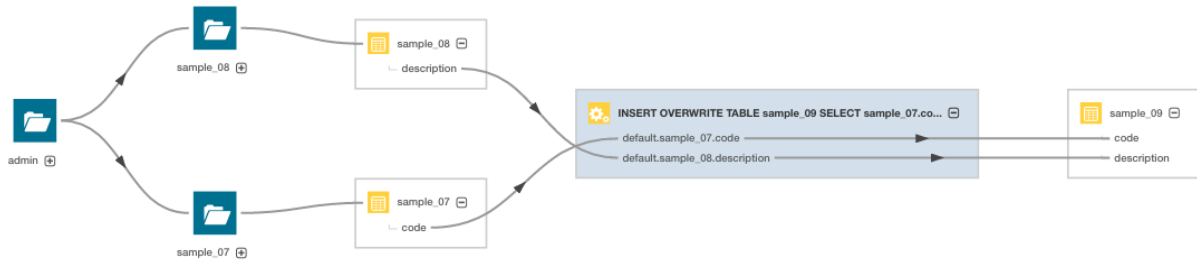 sample_08
sample_08
description
admin
INSERT OVERWRITE TABLE sample_09 SELECT sample_07.co...
default.sample_07.code
default.sample_08.description
sample_09
code
description
sample_07
code
sample_07